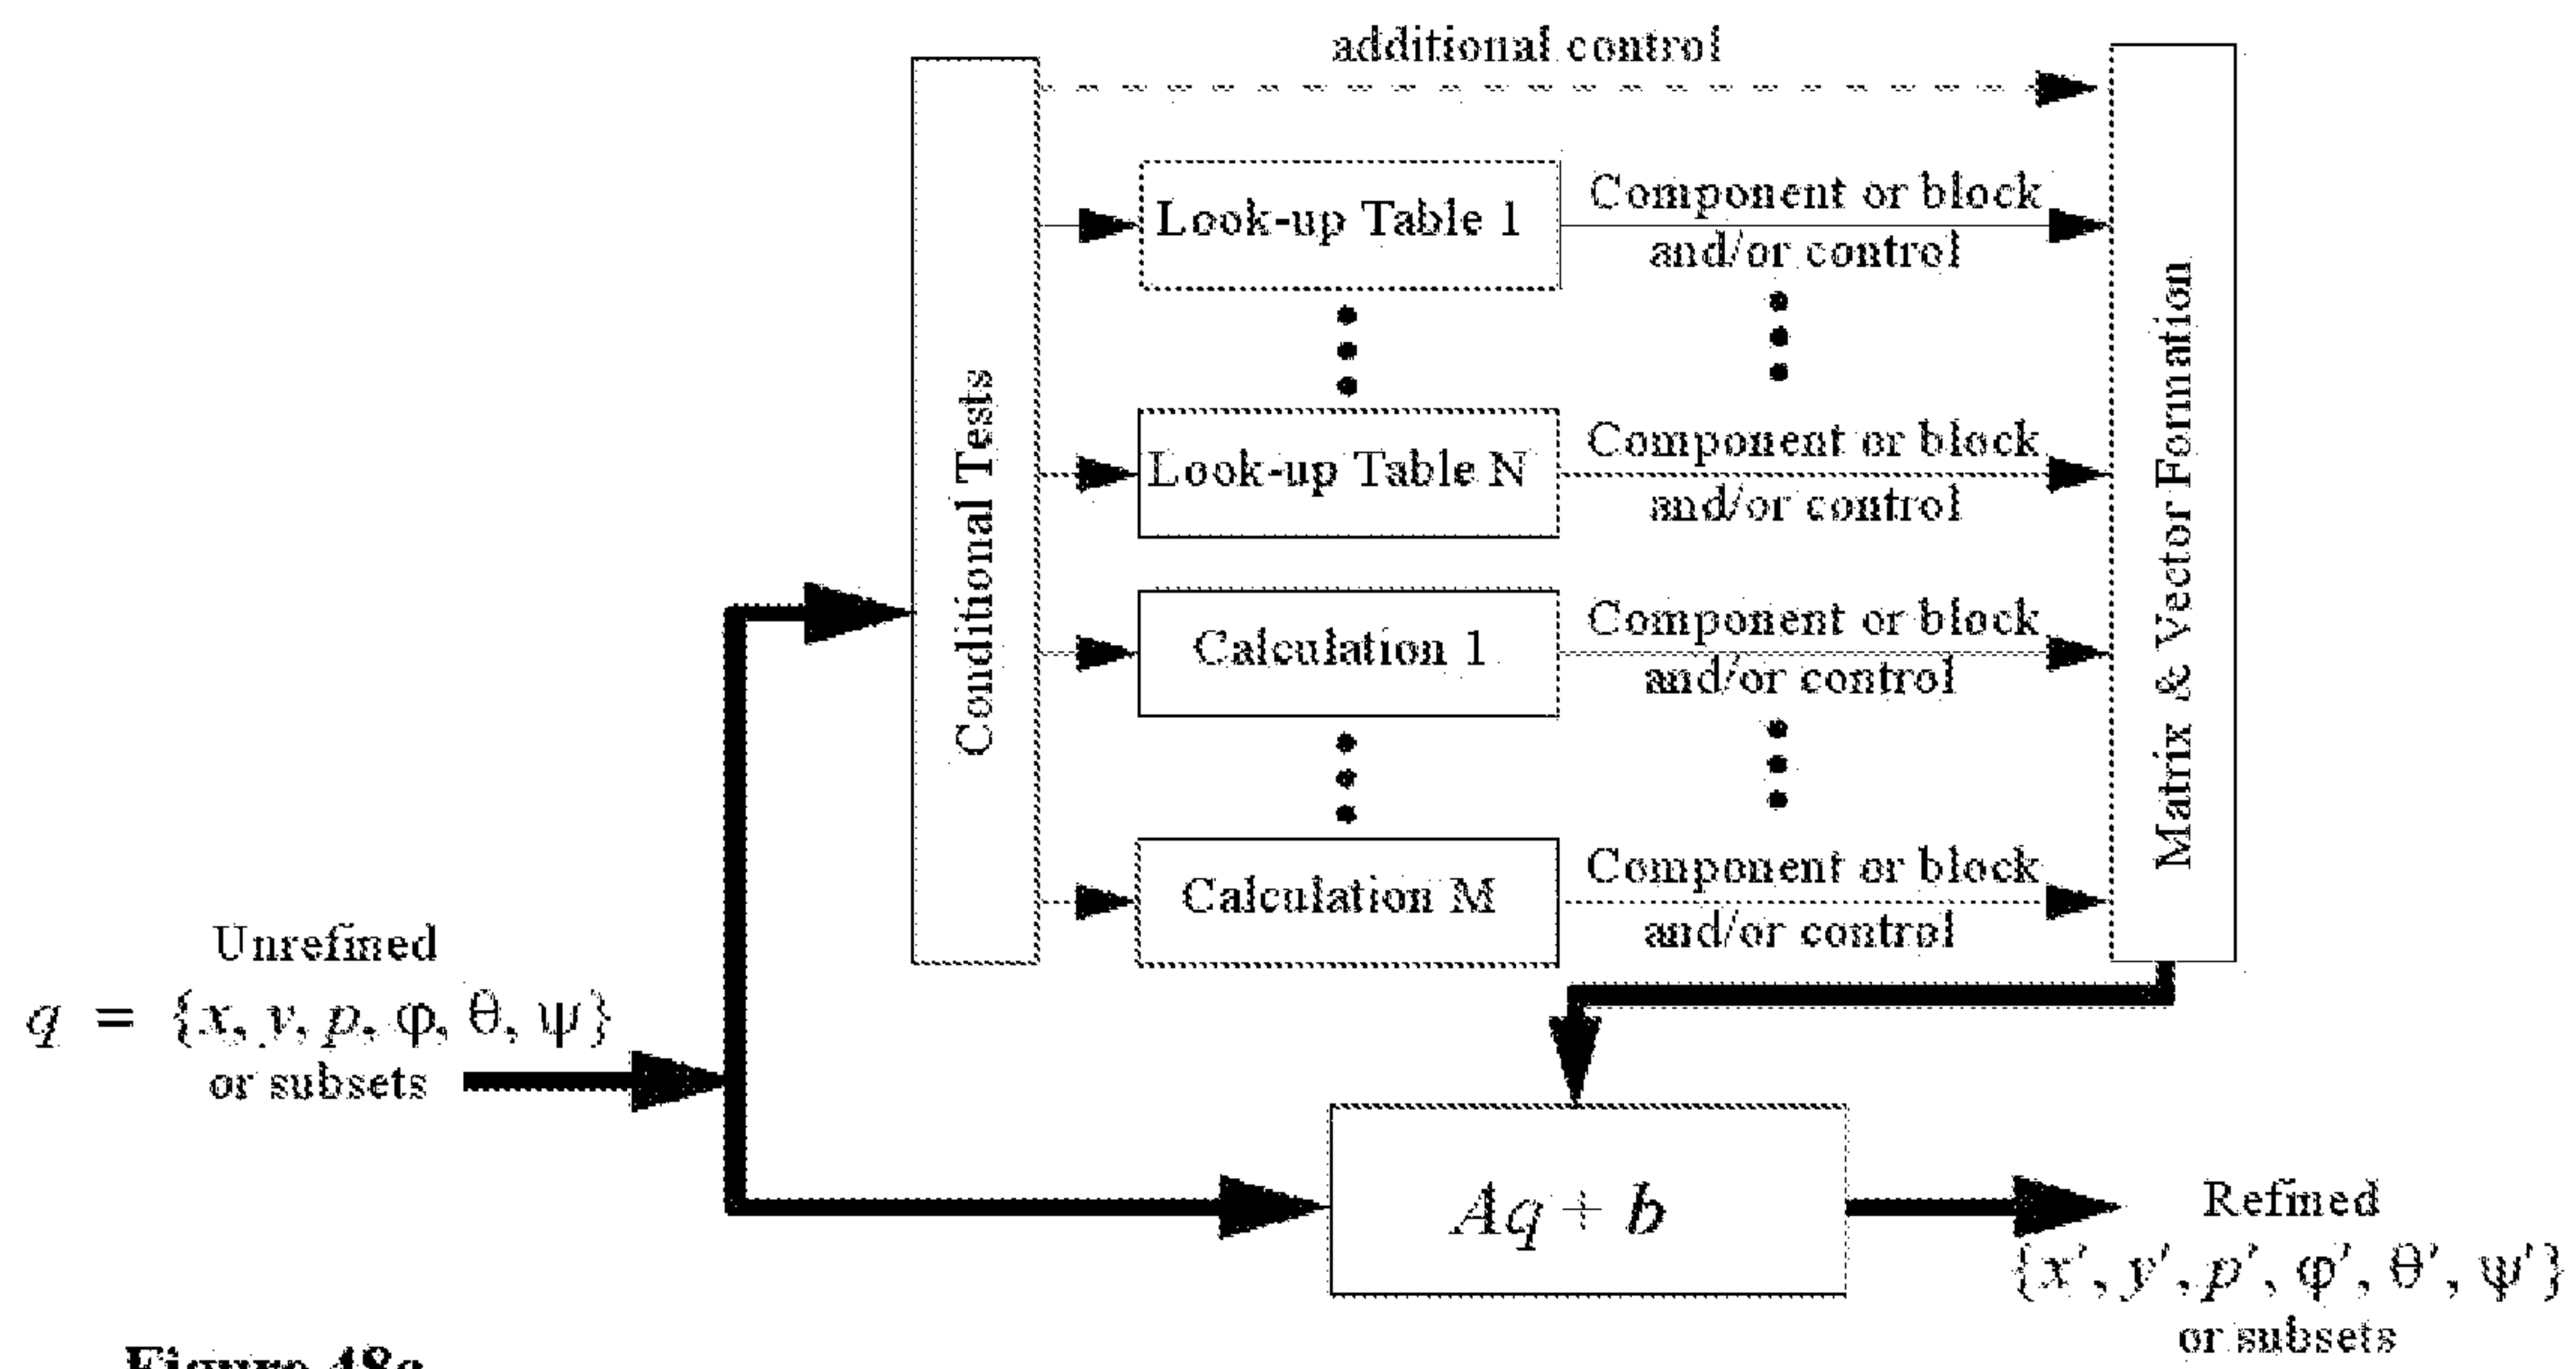 additional control
Conditional Tests
Look-up Table 1
Component or block
and/or control
Look-up Table N
Component or block
and/or control
Calculation 1
Component or block
and/or control
Calculation M
Component or block
and/or control
Matrix & Vector Formation
Unrefined
q = {x, y, p, φ, θ, ψ}
or subsets
Aq + b
Refined
{x′, y′, p′, φ′, θ′, ψ′}
or subsets